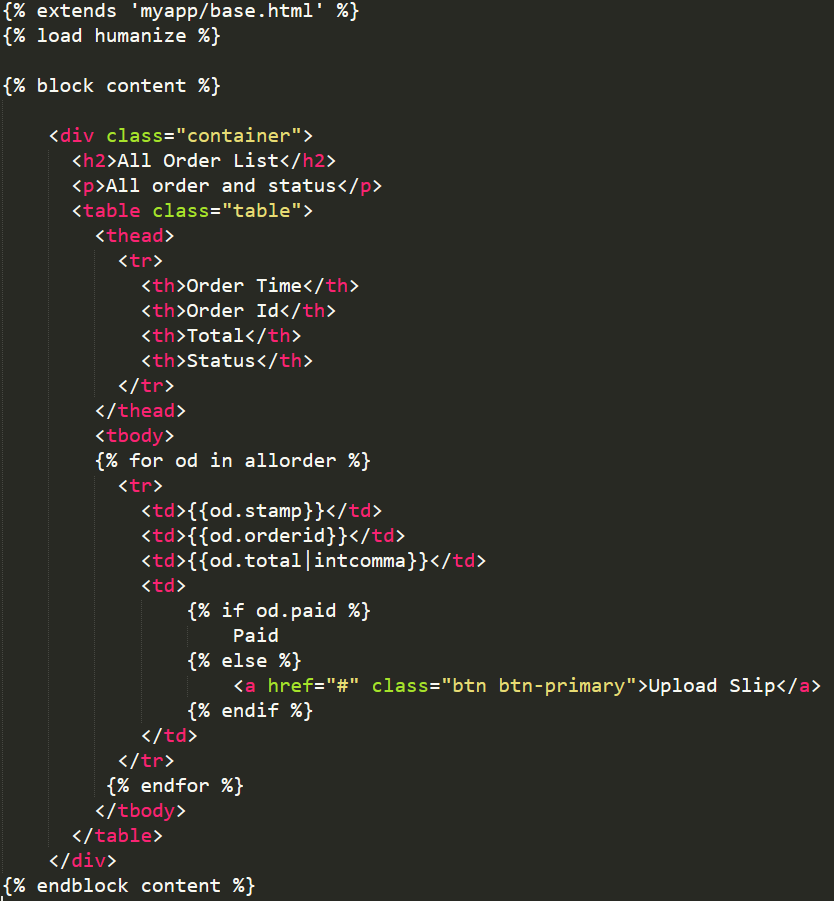 {% extends 'myapp/base.html' %}
{% load humanize %}

{% block content %}

    <div class="container">
      <h2>All Order List</h2>
      <p>All order and status</p>
      <table class="table">
        <thead>
          <tr>
            <th>Order Time</th>
            <th>Order Id</th>
            <th>Total</th>
            <th>Status</th>
          </tr>
        </thead>
        <tbody>
        {% for od in allorder %}
          <tr>
            <td>{{od.stamp}}</td>
            <td>{{od.orderid}}</td>
            <td>{{od.total|intcomma}}</td>
            <td>
                {% if od.paid %}
                    Paid
                {% else %}
                    <a href="#" class="btn btn-primary">Upload Slip</a>
                {% endif %}
            </td>
          </tr>
         {% endfor %}
        </tbody>
      </table>
    </div>
{% endblock content %}